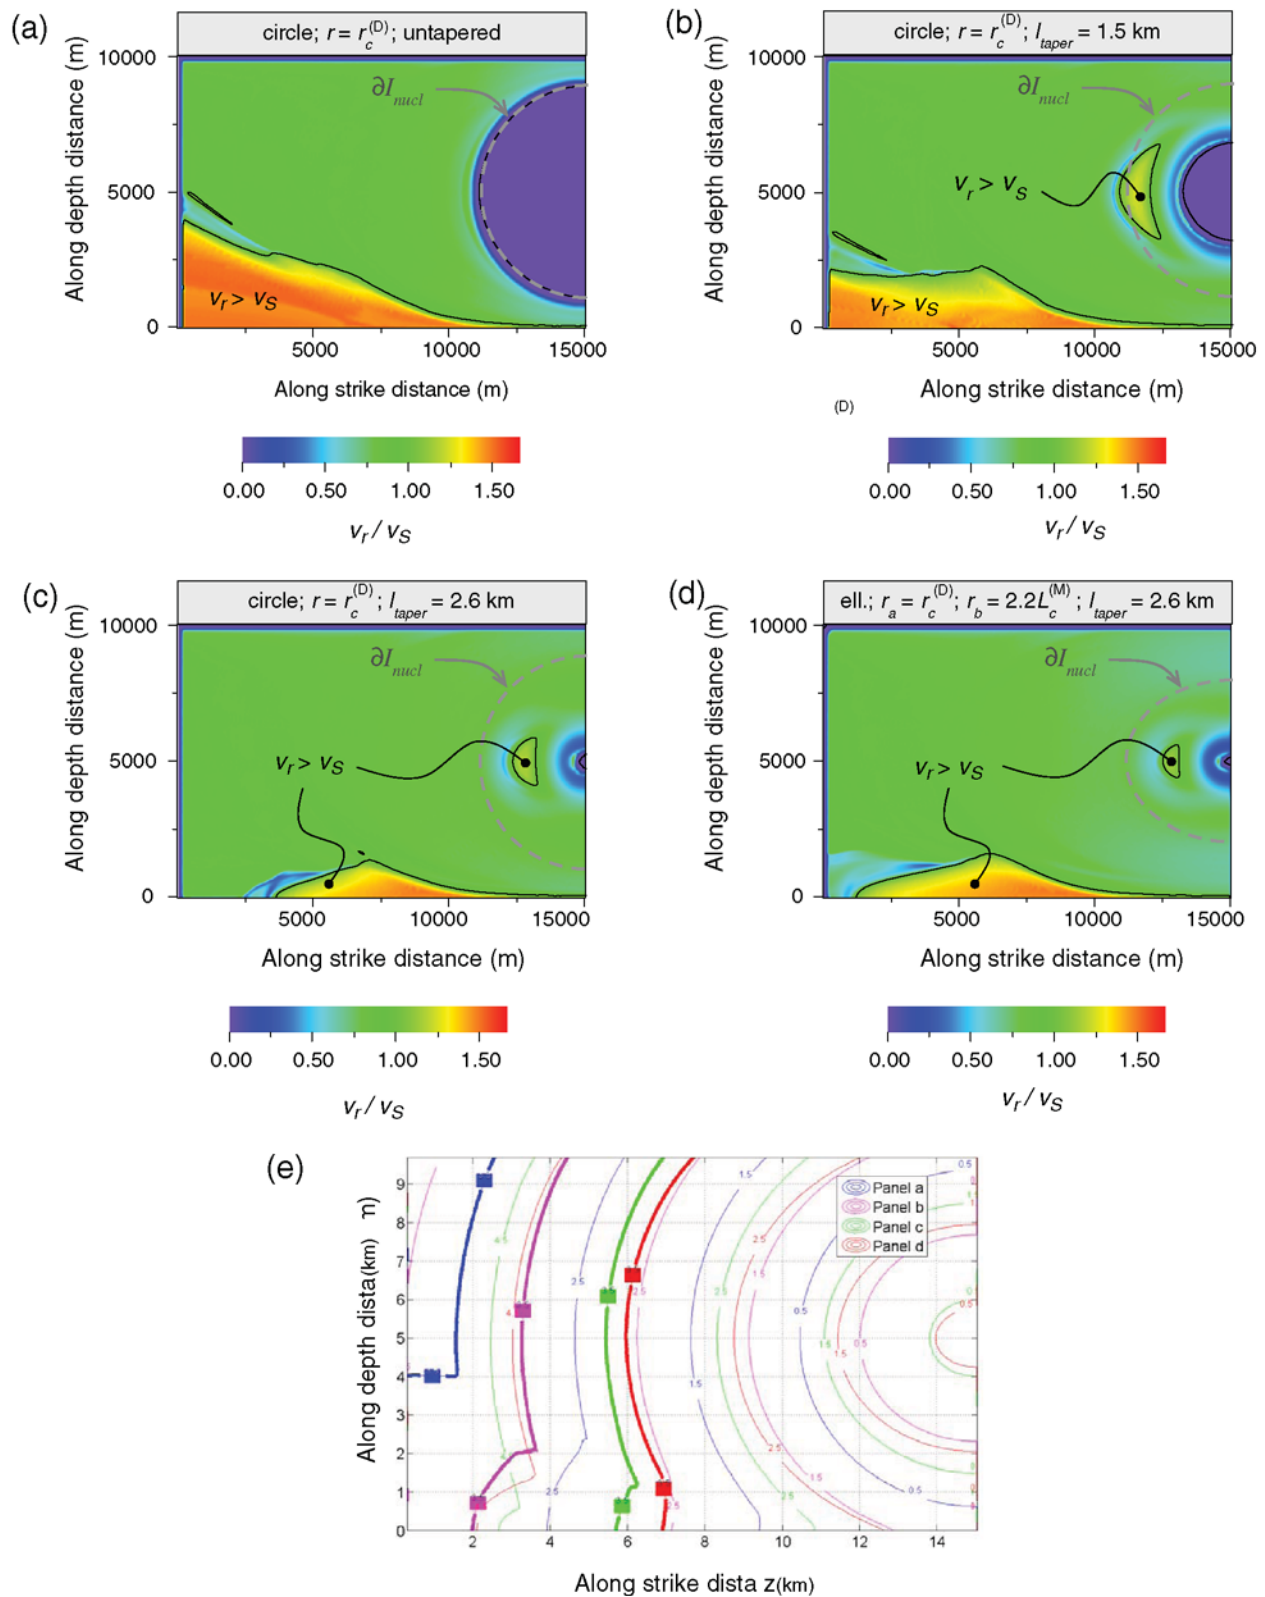 (a)
circle; r = r_c^(D); untapered
Along depth distance (m)
10000
5000
0
∂I_nucl
v_r > v_S
5000 10000 15000
Along strike distance (m)
0.00 0.50 1.00 1.50
v_r / v_S
(b)
circle; r = r_c^(D); l_taper = 1.5 km
Along depth distance (m)
10000
5000
0
∂I_nucl
v_r > v_S
v_r > v_S
5000 10000 15000
Along strike distance (m)
(D)
0.00 0.50 1.00 1.50
v_r / v_S
(c)
circle; r = r_c^(D); l_taper = 2.6 km
Along depth distance (m)
10000
5000
0
∂I_nucl
v_r > v_S
5000 10000 15000
Along strike distance (m)
0.00 0.50 1.00 1.50
v_r / v_S
(d)
ell.; r_a = r_c^(D); r_b = 2.2L_c^(M); l_taper = 2.6 km
Along depth distance (m)
10000
5000
0
∂I_nucl
v_r > v_S
5000 10000 15000
Along strike distance (m)
0.00 0.50 1.00 1.50
v_r / v_S
(e)
Along depth dista(km)
9
8
7
6
5
4
3
2
1
0
Panel a
Panel b
Panel c
Panel d
0.5
1.5
2.5
4.5
2 4 6 8 10 12 14
Along strike dista z(km)